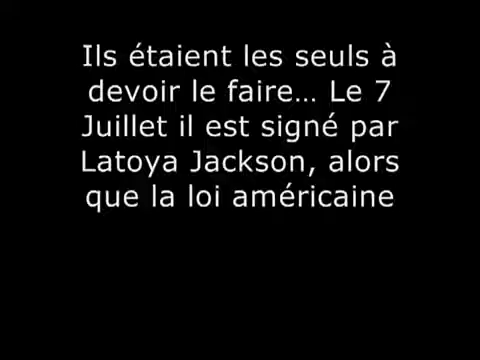 Ils étaient les seuls à
devoir le faire… Le 7
Juillet il est signé par
Latoya Jackson, alors
que la loi américaine